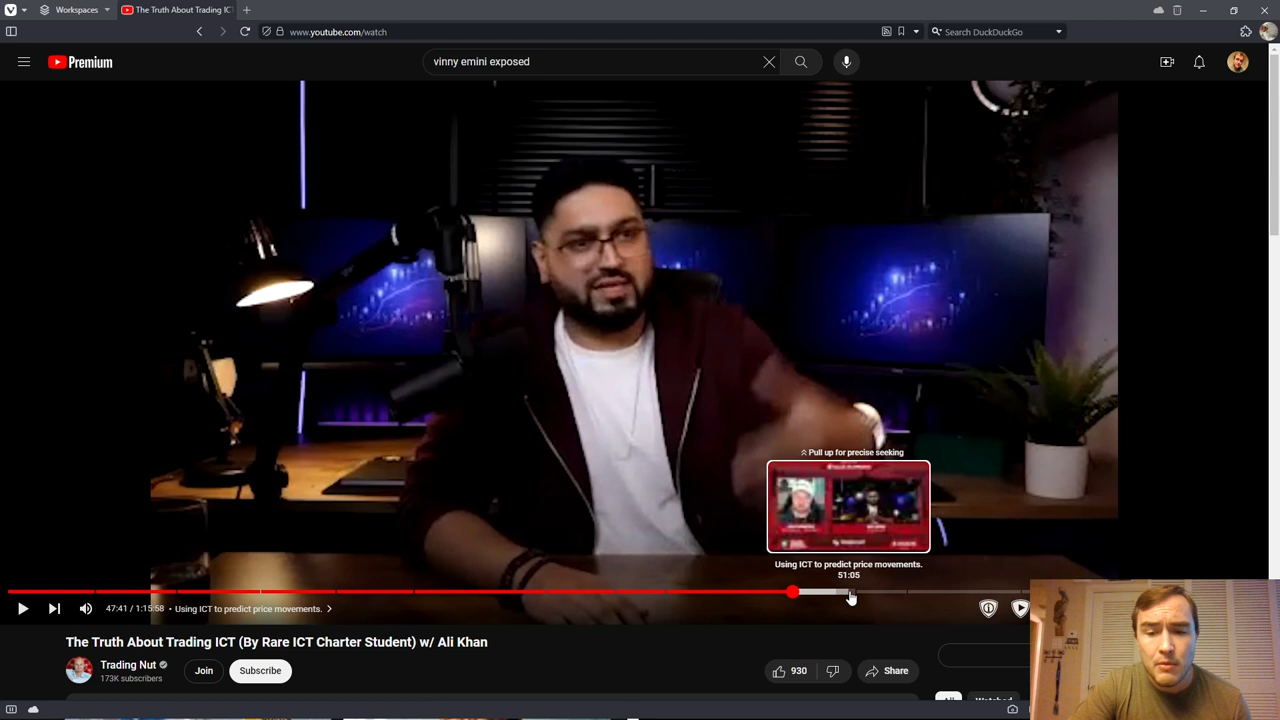 Workspaces
The Truth About Trading IC
www.youtube.com/watch
Search DuckDuckGo
Premium
vinny emini exposed
Pull up for precise seeking
Using ICT to predict price movements.
51:05
47:41 / 1:15:58 • Using ICT to predict price movements.
The Truth About Trading ICT (By Rare ICT Charter Student) w/ Ali Khan
Trading Nut
173K subscribers
Join
Subscribe
930
Share
All